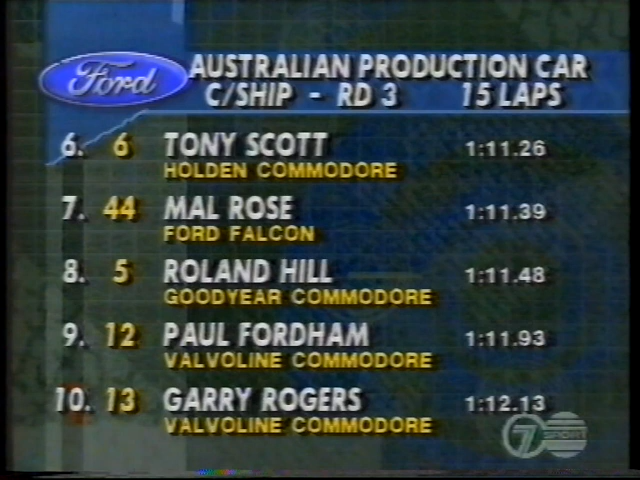 Ford
AUSTRALIAN PRODUCTION CAR
C/SHIP - RD 3 15 LAPS
6. 6 TONY SCOTT 1:11.26
HOLDEN COMMODORE
7. 44 MAL ROSE 1:11.39
FORD FALCON
8. 5 ROLAND HILL 1:11.48
GOODYEAR COMMODORE
9. 12 PAUL FORDHAM 1:11.93
VALVOLINE COMMODORE
10. 13 GARRY ROGERS 1:12.13
VALVOLINE COMMODORE
7 SPORT